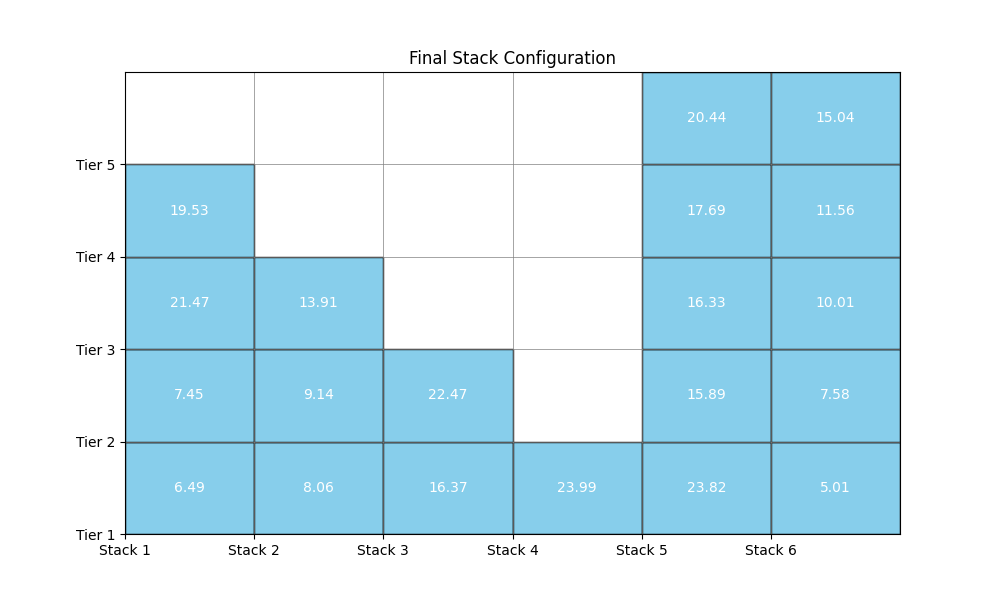 Final Stack Configuration
20.44 15.04
Tier 5
19.53 17.69 11.56
Tier 4
21.47 13.91 16.33 10.01
Tier 3
7.45 9.14 22.47 15.89 7.58
Tier 2
6.49 8.06 16.37 23.99 23.82 5.01
Tier 1
Stack 1 Stack 2 Stack 3 Stack 4 Stack 5 Stack 6